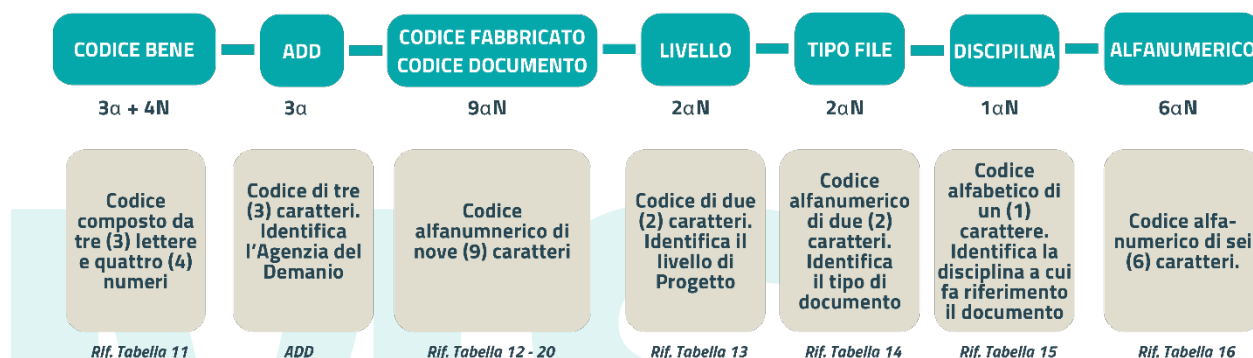 CODICE BENE
ADD
CODICE FABBRICATO
CODICE DOCUMENTO
LIVELLO
TIPO FILE
DISCIPILNA
ALFANUMERICO
3α + 4N
3α
9αN
2αN
2αN
1αN
6αN
Codice
composto da
tre (3) lettere
e quattro (4)
numeri
Codice di tre
(3) caratteri.
Identifica
l'Agenzia del
Demanio
Codice
alfanumnerico di
nove (9) caratteri
Codice di due
(2) caratteri.
Identifica il
livello di
Progetto
Codice
alfanumerico
di due (2)
caratteri.
Identifica
il tipo di
documento
Codice
alfabetico di
un (1)
carattere.
Identifica la
disciplina a cui
fa riferimento
il documento
Codice alfa-
numerico di sei
(6) caratteri.
Rif. Tabella 11
ADD
Rif. Tabella 12 - 20
Rif. Tabella 13
Rif. Tabella 14
Rif. Tabella 15
Rif. Tabella 16